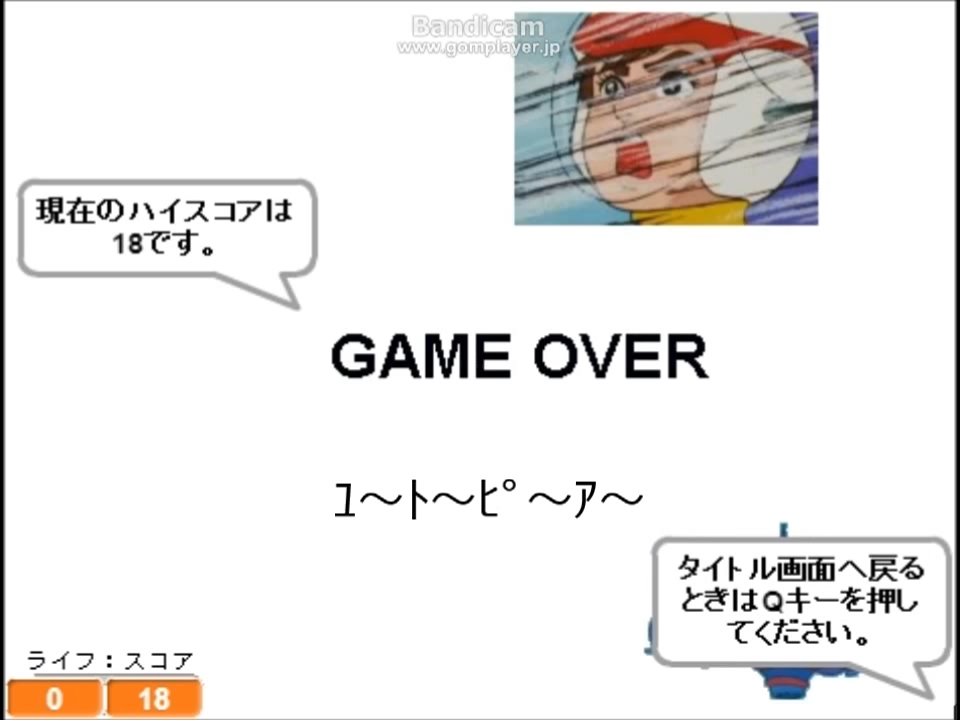 Bandicam
www.gomplayer.jp
現在のハイスコアは
18です。
GAME OVER
ﾕ～ﾄ～ﾋﾟ～ｱ～
タイトル画面へ戻る
ときはQキーを押し
てください。
ライフ：スコア
0 18